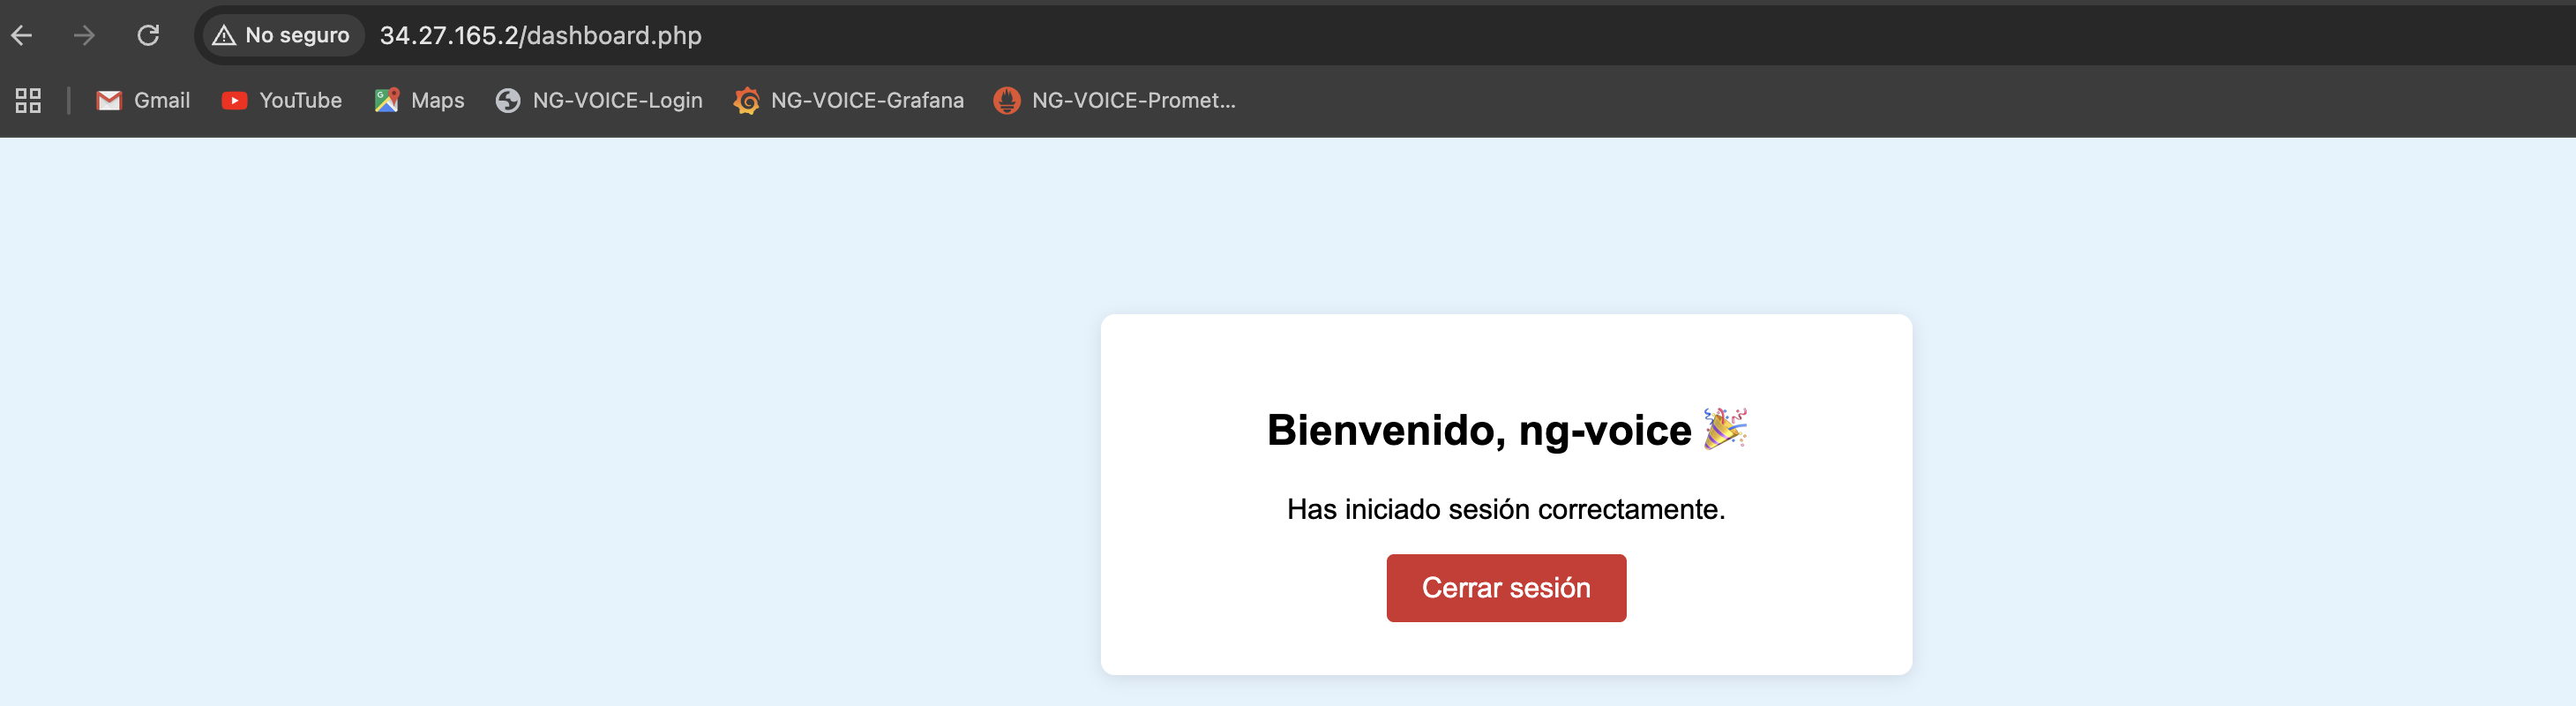 No seguro 34.27.165.2/dashboard.php
Gmail YouTube Maps NG-VOICE-Login NG-VOICE-Grafana NG-VOICE-Promet...
Bienvenido, ng-voice 🎉
Has iniciado sesión correctamente.
Cerrar sesión